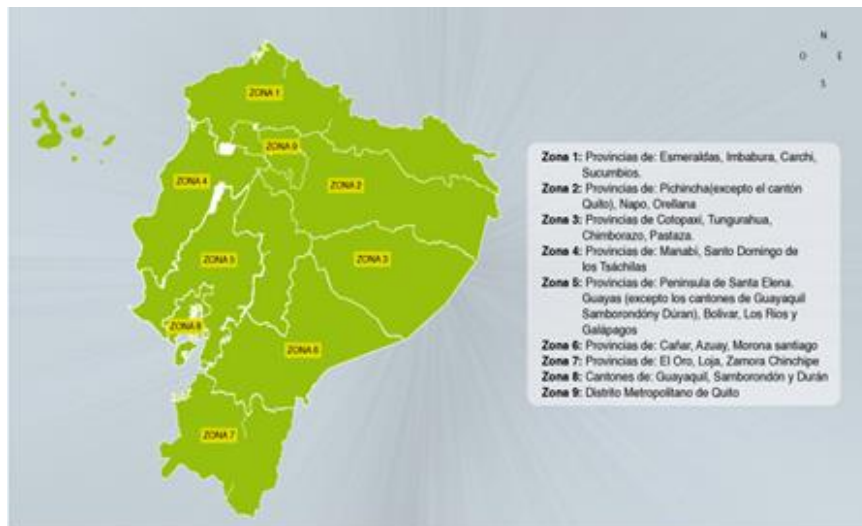 N
O E
S
ZONA 1
ZONA 9
ZONA 4
ZONA 2
ZONA 5
ZONA 3
ZONA 8
ZONA 6
ZONA 7
Zona 1: Provincias de: Esmeraldas, Imbabura, Carchi,
Sucumbios.
Zona 2: Provincias de: Pichincha(excepto el cantón
Quito), Napo, Orellana
Zona 3: Provincias de Cotopaxi, Tungurahua,
Chimborazo, Pastaza.
Zona 4: Provincias de: Manabí, Santo Domingo de
los Tsáchilas
Zona 5: Provincias de: Peninsula de Santa Elena.
Guayas (excepto los cantones de Guayaquil
Samborondóny Dúran), Bolívar, Los Rios y
Galápagos
Zona 6: Provincias de: Cañar, Azuay, Morona santiago
Zona 7: Provincias de: El Oro, Loja, Zamora Chinchipe
Zona 8: Cantones de: Guayaquil, Samborondón y Durán
Zona 9: Distrito Metropolitano de Quito